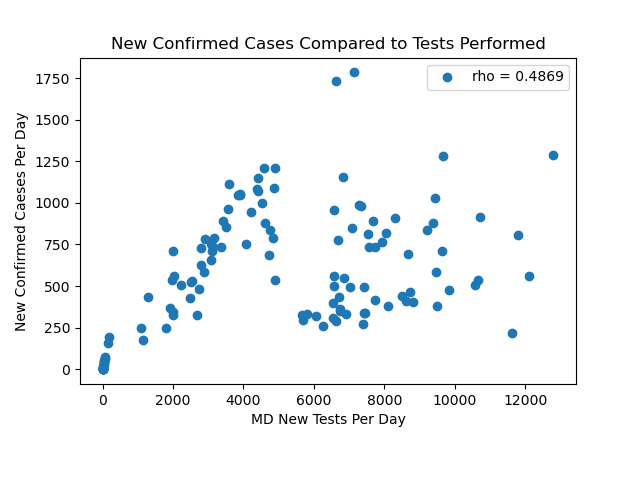 New Confirmed Cases Compared to Tests Performed
rho = 0.4869
New Confirmed Caeses Per Day
1750
1500
1250
1000
750
500
250
0
0 2000 4000 6000 8000 10000 12000
MD New Tests Per Day